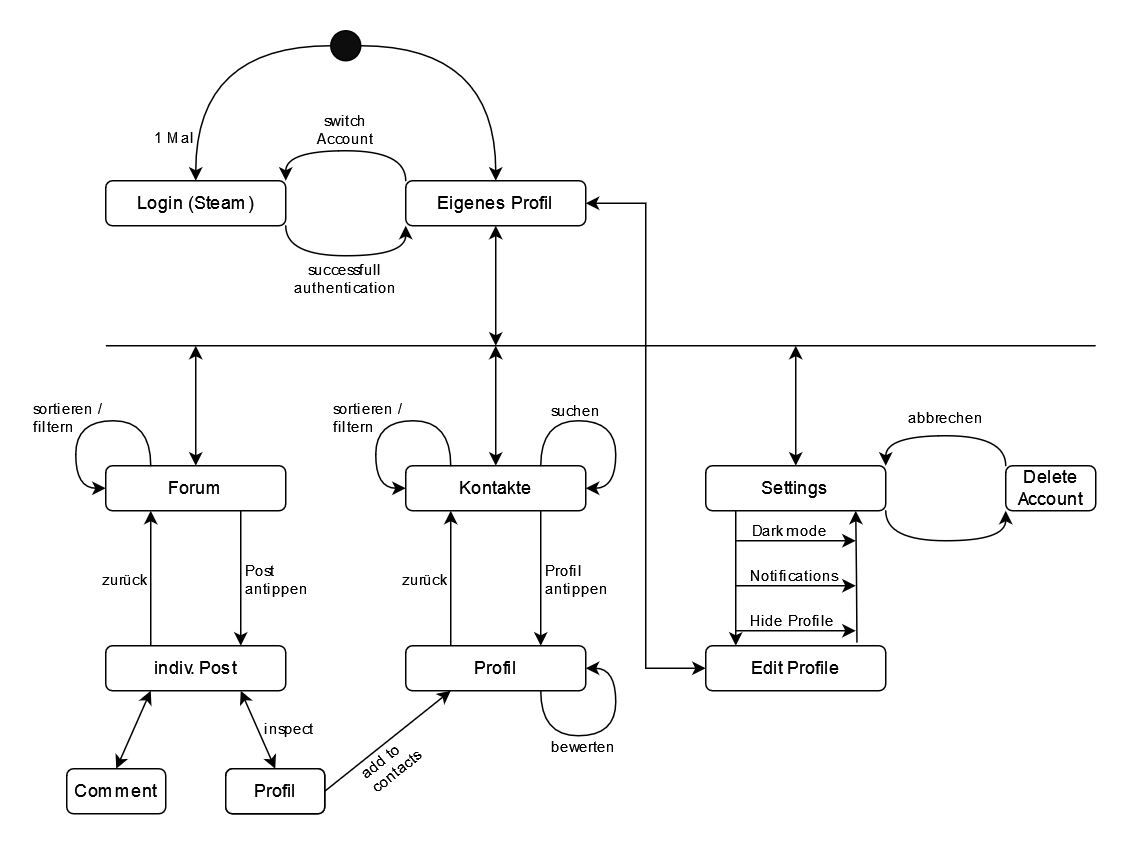 1 Mal
switch
Account
Login (Steam)
Eigenes Profil
successfull
authentication
sortieren /
filtern
sortieren /
filtern
suchen
abbrechen
Forum
Kontakte
Settings
Delete
Account
Darkmode
zurück
Post
antippen
zurück
Profil
antippen
Notifications
Hide Profile
indiv. Post
Profil
Edit Profile
inspect
bewerten
add to
contacts
Comment
Profil